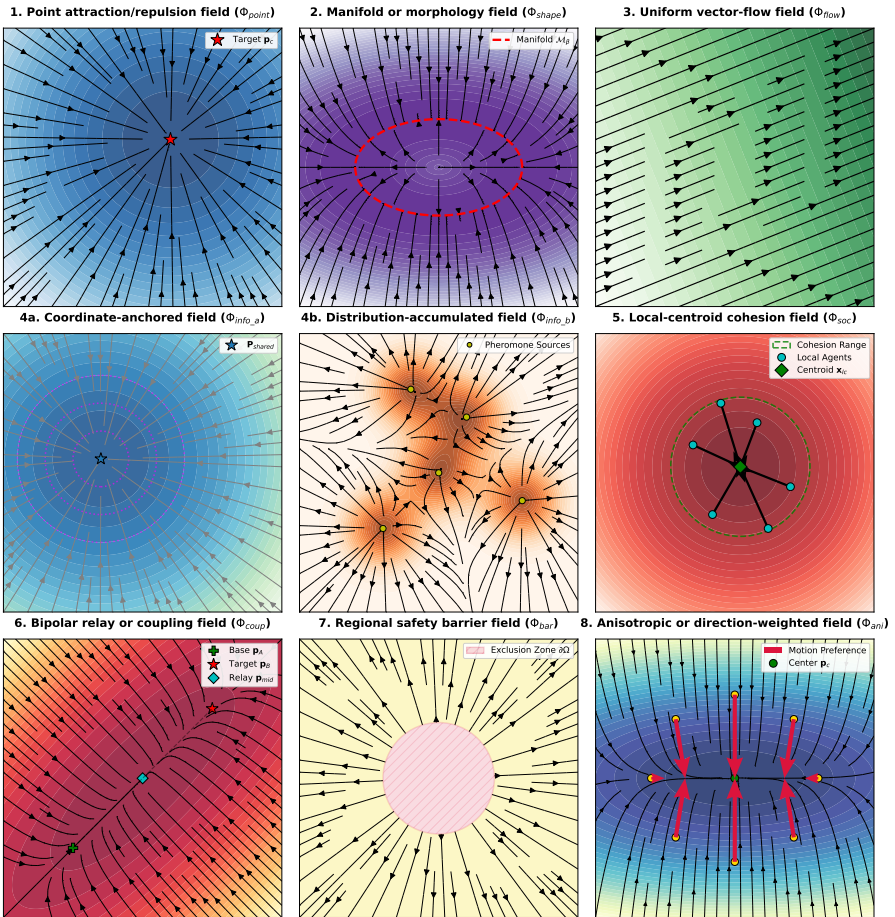 1. Point attraction/repulsion field (Φpoint)
Target pc
2. Manifold or morphology field (Φshape)
Manifold ℳβ
3. Uniform vector-flow field (Φflow)
4a. Coordinate-anchored field (Φinfo_a)
Pshared
4b. Distribution-accumulated field (Φinfo_b)
Pheromone Sources
5. Local-centroid cohesion field (Φsoc)
Cohesion Range
Local Agents
Centroid xlc
6. Bipolar relay or coupling field (Φcoup)
Base pA
Target pB
Relay pmid
7. Regional safety barrier field (Φbar)
Exclusion Zone ∂Ω
8. Anisotropic or direction-weighted field (Φani)
Motion Preference
Center pc